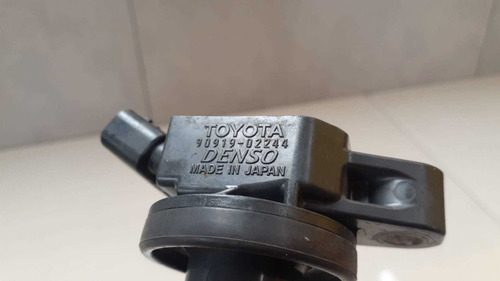 TOYOTA
90919-02244
DENSO
MADE IN JAPAN